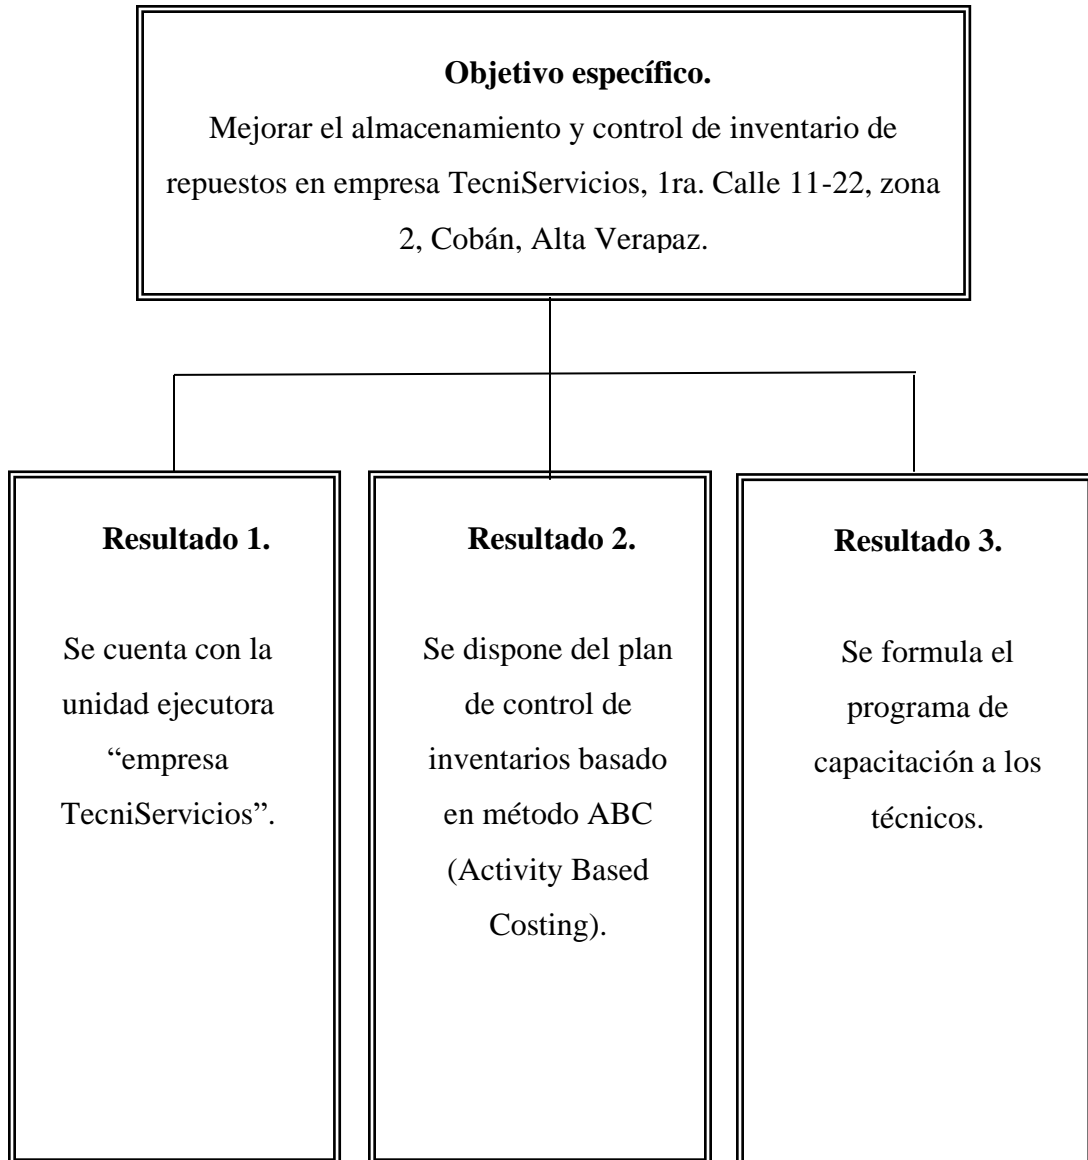 Objetivo específico.
Mejorar el almacenamiento y control de inventario de
repuestos en empresa TecniServicios, 1ra. Calle 11-22, zona
2, Cobán, Alta Verapaz.
Resultado 1.
Se cuenta con la
unidad ejecutora
“empresa
TecniServicios”.
Resultado 2.
Se dispone del plan
de control de
inventarios basado
en método ABC
(Activity Based
Costing).
Resultado 3.
Se formula el
programa de
capacitación a los
técnicos.